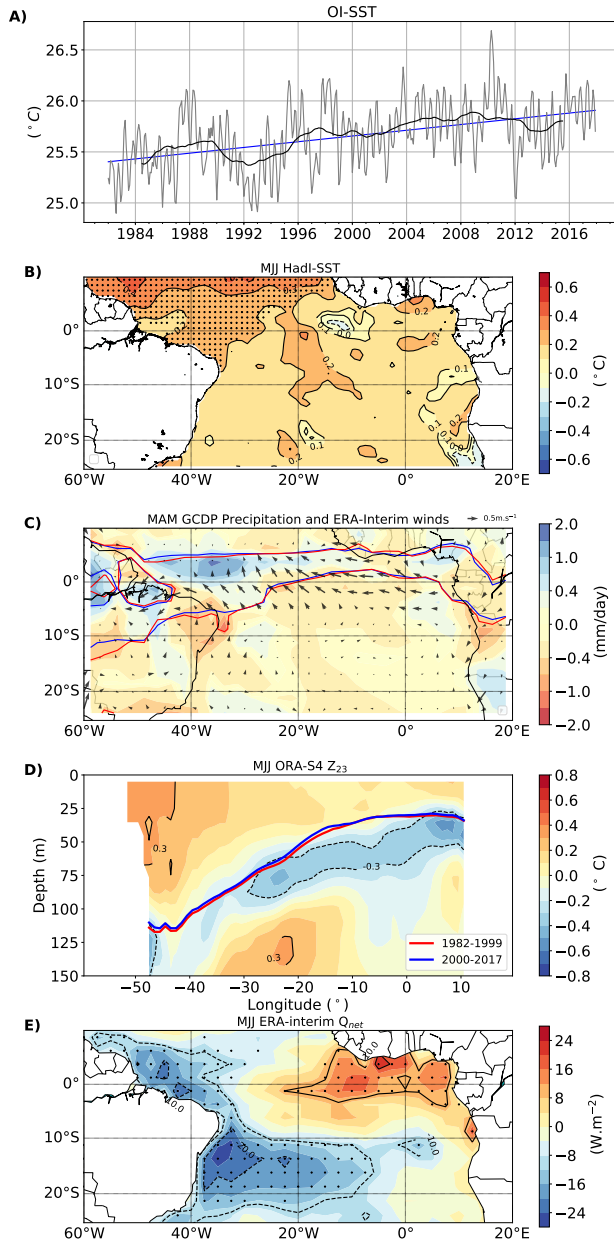 A)
OI-SST
(°C)
26.5
26.0
25.5
25.0
1984
1988
1992
1996
2000
2004
2008
2012
2016
B)
MJJ HadI-SST
0°
10°S
20°S
60°W
40°W
20°W
0°
20°E
0.3
0.2
0.2
0.1
0.2
0.1
0.2
0.1
0.2
0.6
0.4
0.2
0.0
−0.2
−0.4
−0.6
(°C)
C)
MAM GCDP Precipitation and ERA-Interim winds
0.5m.s⁻¹
0°
10°S
20°S
60°W
40°W
20°W
0°
20°E
2.0
1.0
0.4
0.0
−0.4
−1.0
−2.0
(mm/day)
D)
MJJ ORA-S4 Z₂₃
Depth (m)
0
25
50
75
100
125
150
0.3
-0.3
0.3
1982-1999
2000-2017
−50
−40
−30
−20
−10
0
10
Longitude (°)
0.8
0.6
0.4
0.2
0.0
−0.2
−0.4
−0.6
−0.8
(°C)
E)
MJJ ERA-interim Qnet
0°
10°S
20°S
60°W
40°W
20°W
0°
20°E
-10.0
-20.0
-10.0
24
16
8
0
−8
−16
−24
(W.m⁻²)